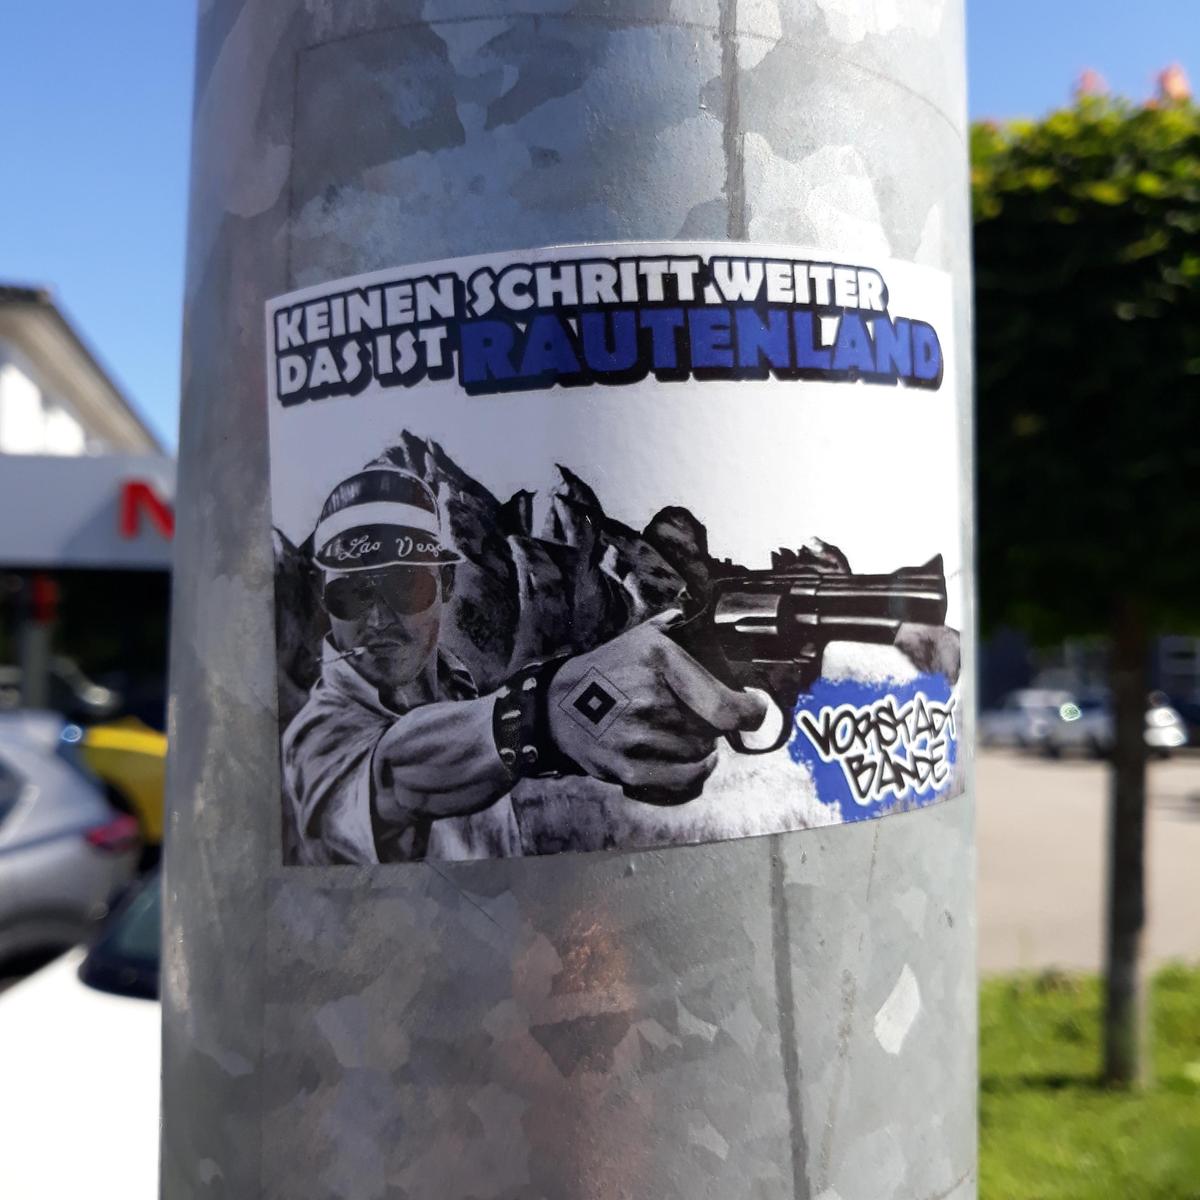 KEINEN SCHRITT WEITER
DAS IST RAUTENLAND
Las Vegas
VORSTADT
BANDE
N